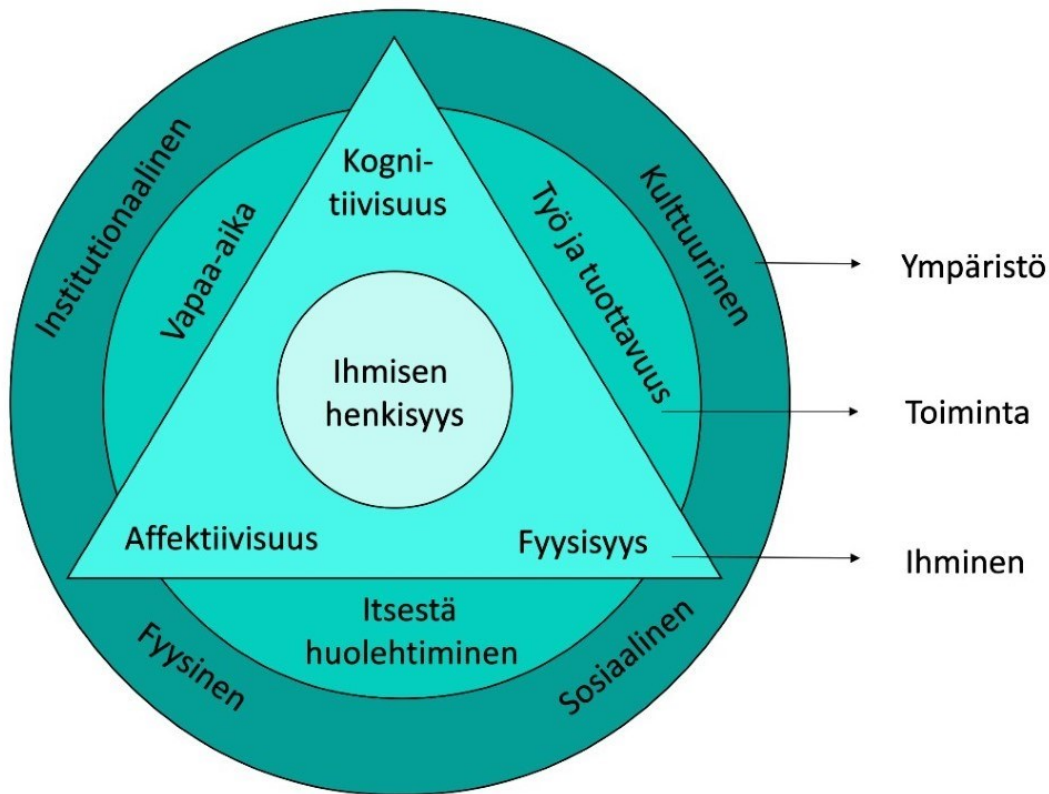 Institutionaalinen
Kulttuurinen
Vapaa-aika
Työ ja tuottavuus
Kogni-
tiivisuus
Ihmisen
henkisyys
Affektiivisuus
Fyysisyys
Itsestä
huolehtiminen
Fyysinen
Sosiaalinen
Ympäristö
Toiminta
Ihminen